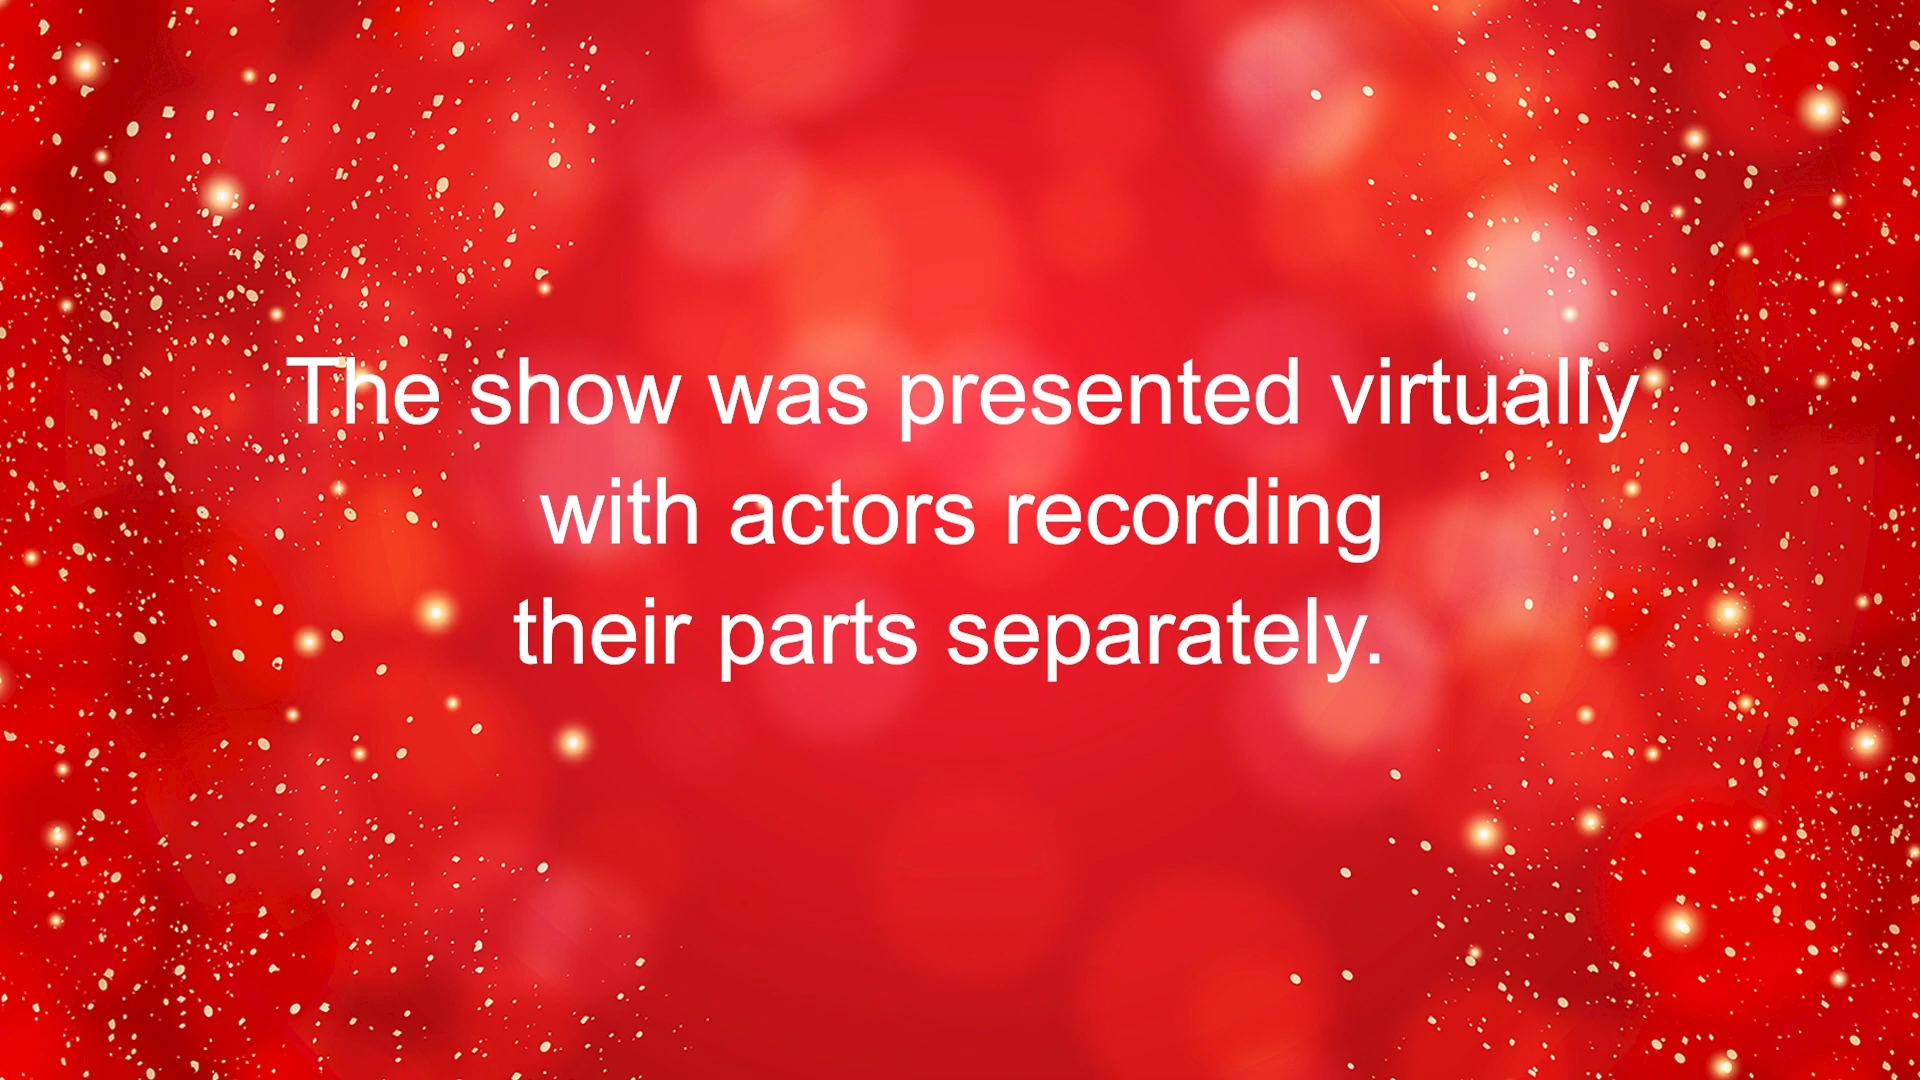 The show was presented virtually
with actors recording
their parts separately.